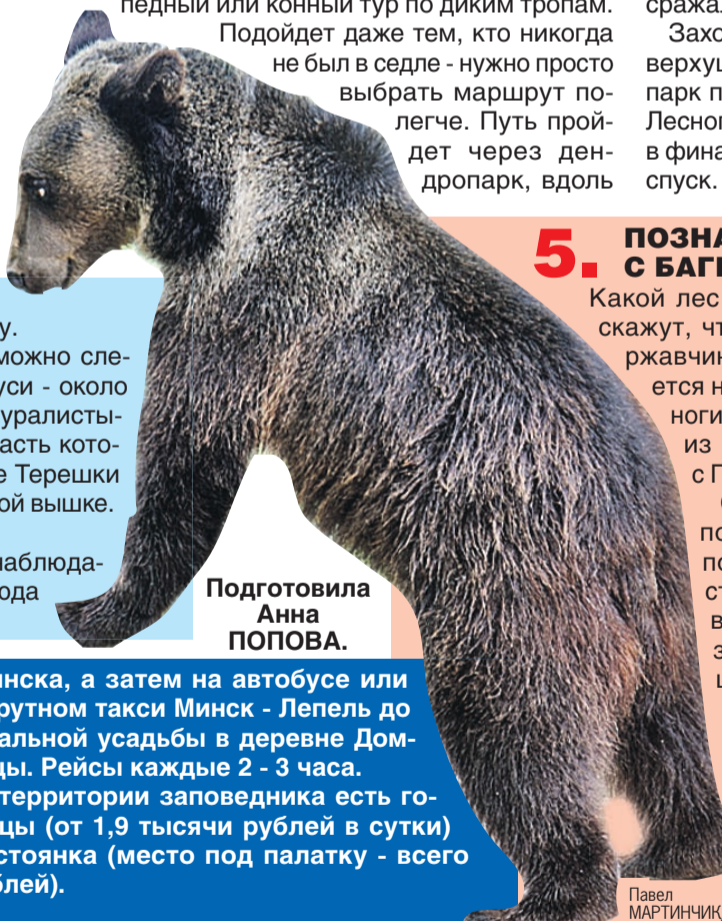 педный или конный тур по диким тропам.
Подойдет даже тем, кто никогда
не был в седле - нужно просто
выбрать маршрут по-
легче. Путь прой-
дет через ден-
дропарк, вдоль
сража
Захо
верху
парк п
Лесног
в фина
спуск.
5. ПОЗНА
С БАГ
Какой лес
скажут, чт
ржавчин
ется н
ноги
из
с П
по
по
ст
в
з
у.
можно сле-
уси - около
уралисты-
асть кото-
е Терешки
ой вышке.
наблюда-
юда
Подготовила
Анна
ПОПОВА.
инска, а затем на автобусе или
рутном такси Минск - Лепель до
альной усадьбы в деревне Дом-
цы. Рейсы каждые 2 - 3 часа.
территории заповедника есть го-
цы (от 1,9 тысячи рублей в сутки)
стоянка (место под палатку - всего
блей).
Павел
МАРТИНЧИК